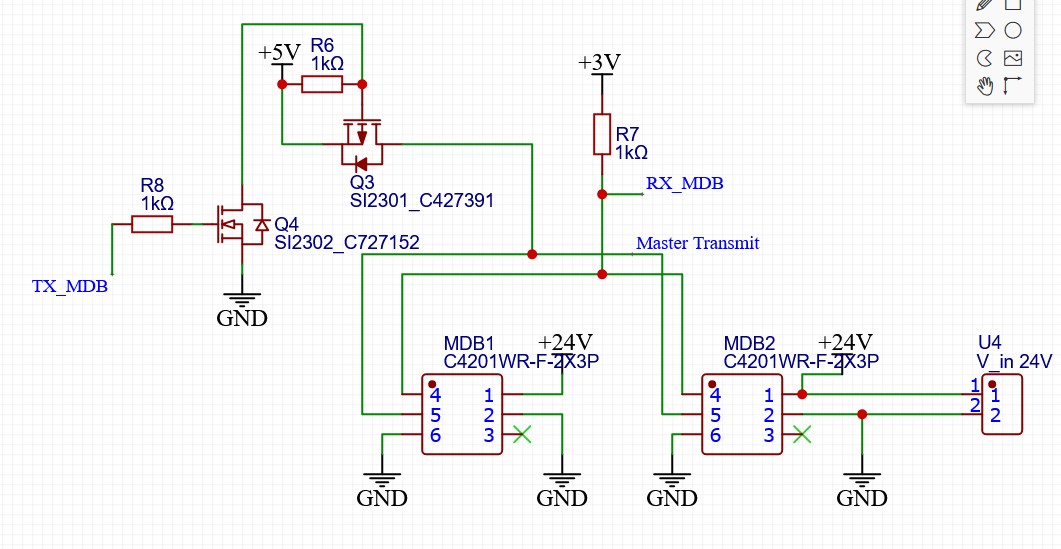 +5V
R6
1kΩ
+3V
R7
1kΩ
RX_MDB
Q3
SI2301_C427391
R8
1kΩ
Q4
SI2302_C727152
Master Transmit
TX_MDB
GND
MDB1
C4201WR-F-2X3P
+24V
MDB2
C4201WR-F-2X3P
+24V
U4
V_in 24V
4 1
5 2
6 3
4 1
5 2
6 3
1 1
2 2
GND
GND
GND
GND